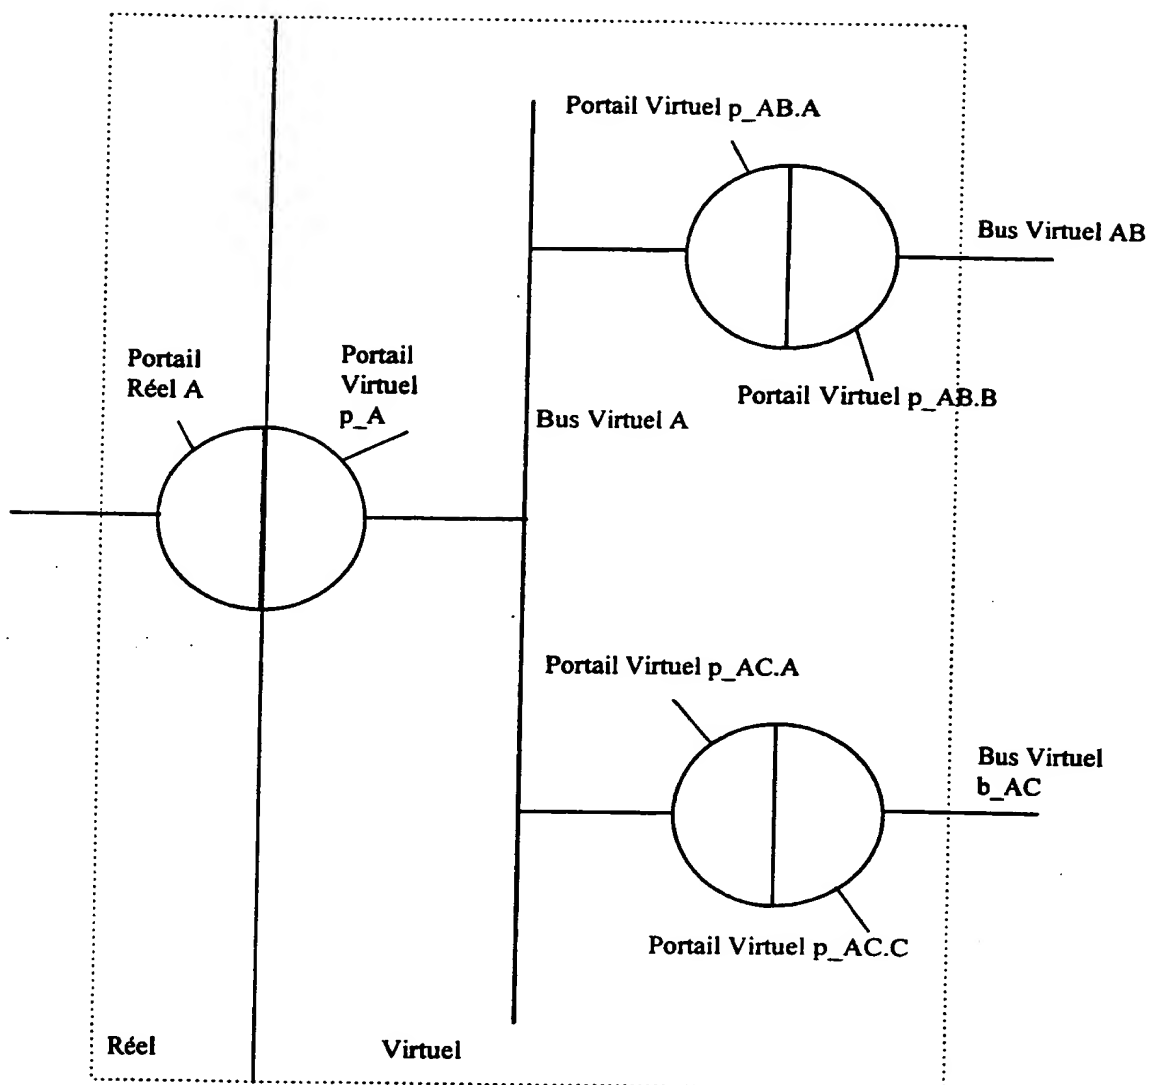 Portail Virtuel p_AB.A
Bus Virtuel AB
Portail
Réel A
Portail
Virtuel
p_A
Portail Virtuel p_AB.B
Bus Virtuel A
Portail Virtuel p_AC.A
Bus Virtuel
b_AC
Portail Virtuel p_AC.C
Réel
Virtuel